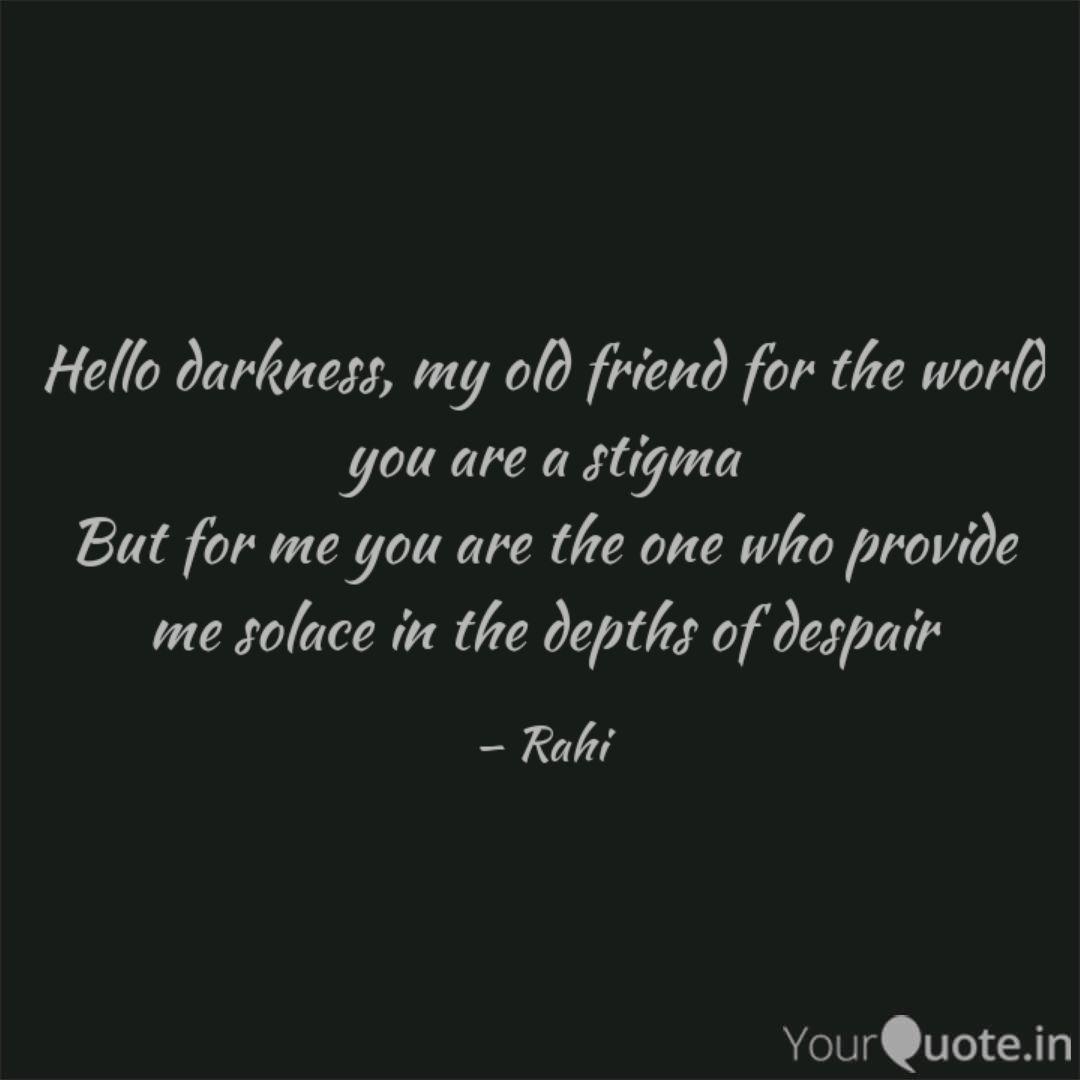 Hello darkness, my old friend for the world
you are a stigma
But for me you are the one who provide
me solace in the depths of despair
– Rahi
YourQuote.in